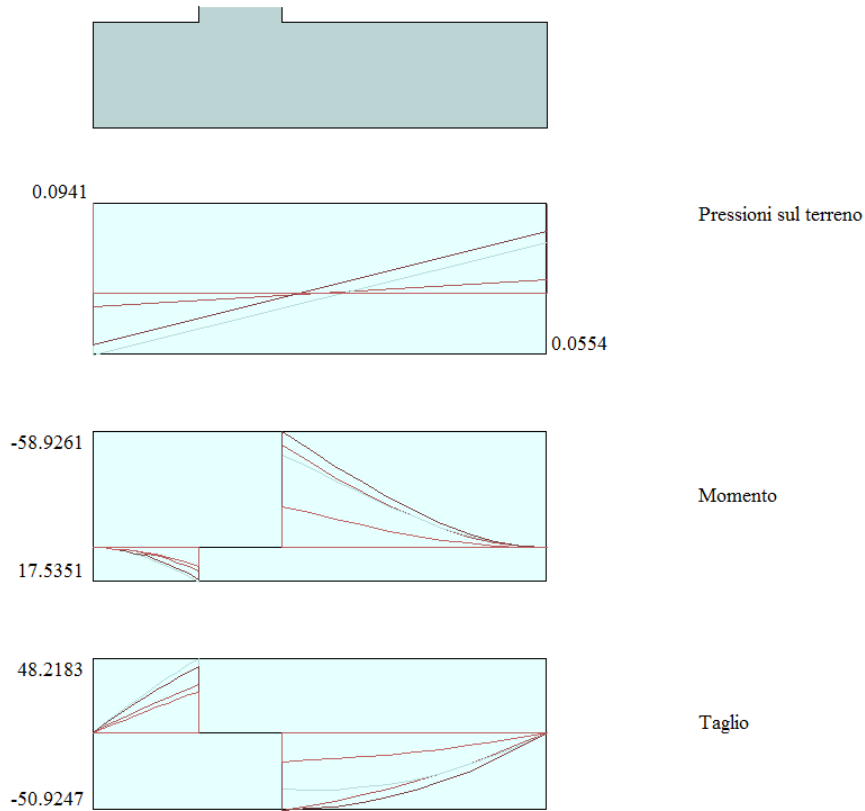 0.0941
Pressioni sul terreno
0.0554
-58.9261
Momento
17.5351
48.2183
Taglio
-50.9247